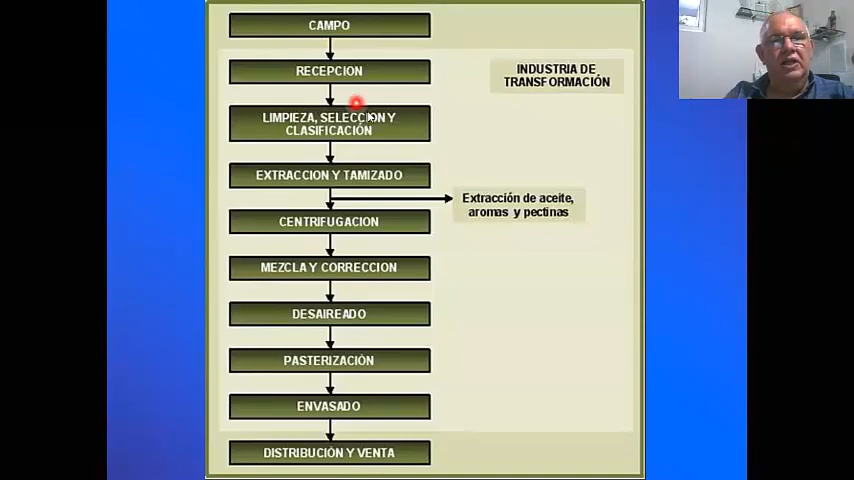 CAMPO
RECEPCION
INDUSTRIA DE
TRANSFORMACIÓN
LIMPIEZA, SELECCION Y
CLASIFICACIÓN
EXTRACCION Y TAMIZADO
Extracción de aceite,
aromas y pectinas
CENTRIFUGACION
MEZCLA Y CORRECCION
DESAIREADO
PASTERIZACIÓN
ENVASADO
DISTRIBUCIÓN Y VENTA